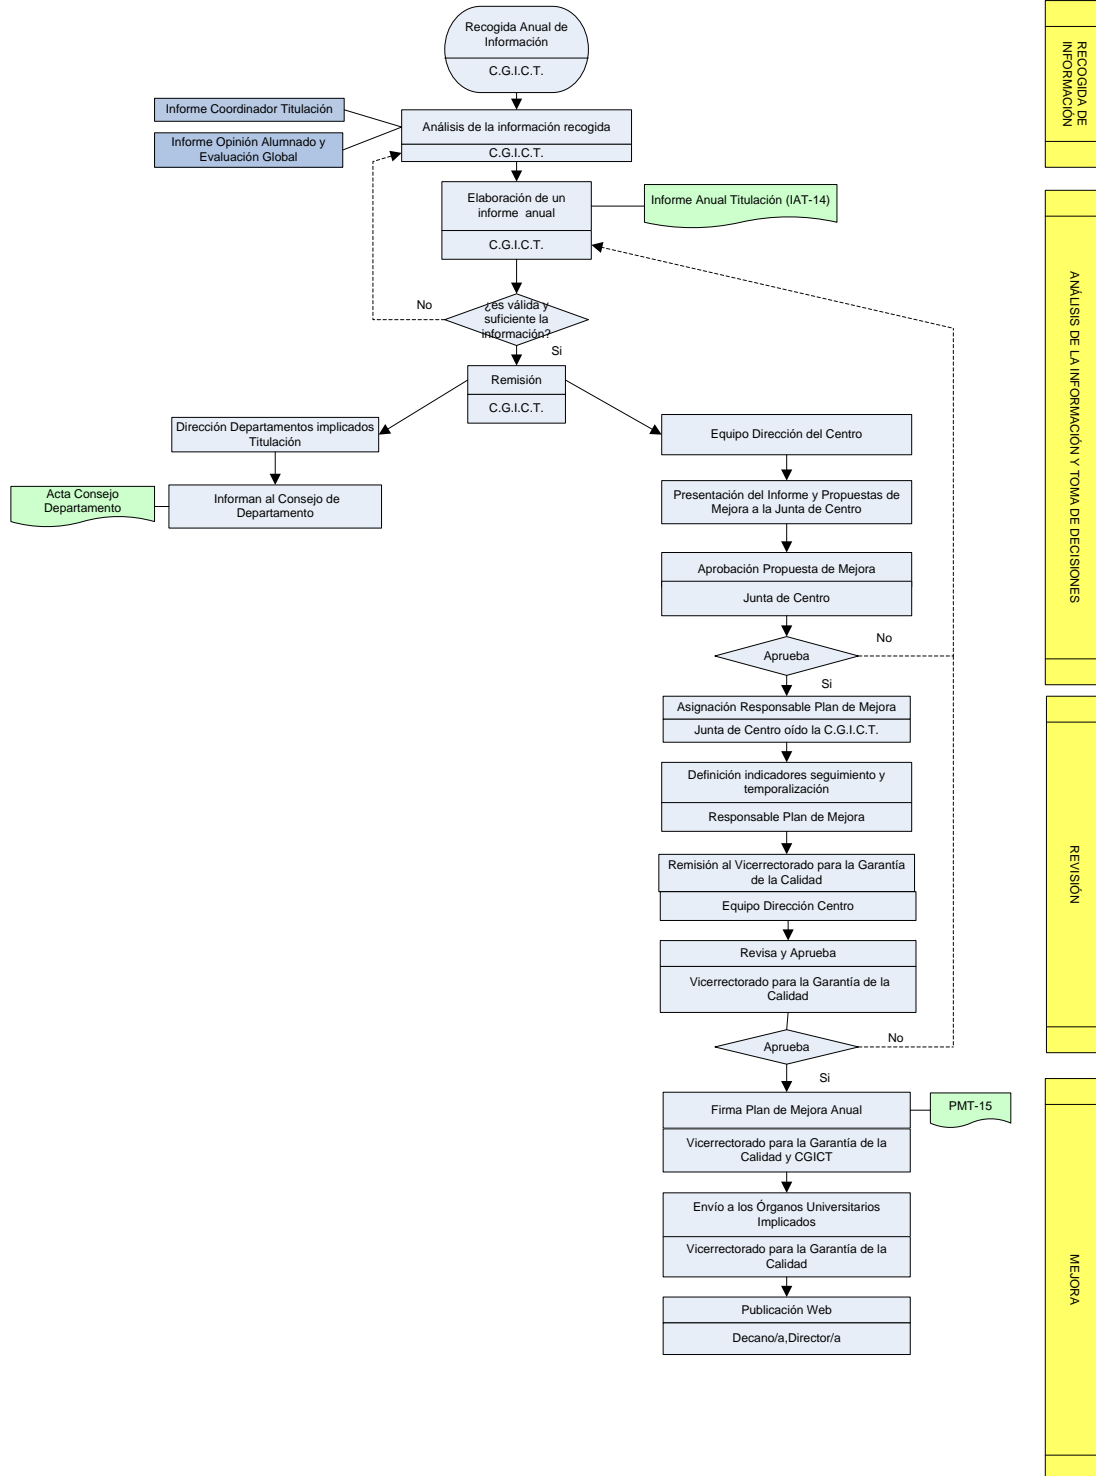 Recogida Anual de
Información
C.G.I.C.T.
Informe Coordinador Titulación
Informe Opinión Alumnado y
Evaluación Global
Análisis de la información recogida
C.G.I.C.T.
Elaboración de un
informe anual
C.G.I.C.T.
Informe Anual Titulación (IAT-14)
No
¿es válida y
suficiente la
información?
Si
Remisión
C.G.I.C.T.
Dirección Departamentos implicados
Titulación
Acta Consejo
Departamento
Informan al Consejo de
Departamento
Equipo Dirección del Centro
Presentación del Informe y Propuestas de
Mejora a la Junta de Centro
Aprobación Propuesta de Mejora
Junta de Centro
Aprueba
No
Si
Asignación Responsable Plan de Mejora
Junta de Centro oído la C.G.I.C.T.
Definición indicadores seguimiento y
temporalización
Responsable Plan de Mejora
Remisión al Vicerrectorado para la Garantía
de la Calidad
Equipo Dirección Centro
Revisa y Aprueba
Vicerrectorado para la Garantía de la
Calidad
Aprueba
No
Si
Firma Plan de Mejora Anual
Vicerrectorado para la Garantía de la
Calidad y CGICT
PMT-15
Envío a los Órganos Universitarios
Implicados
Vicerrectorado para la Garantía de la
Calidad
Publicación Web
Decano/a,Director/a
RECOGIDA DE
INFORMACIÓN
ANÁLISIS DE LA INFORMACIÓN Y TOMA DE DECISIONES
REVISIÓN
MEJORA